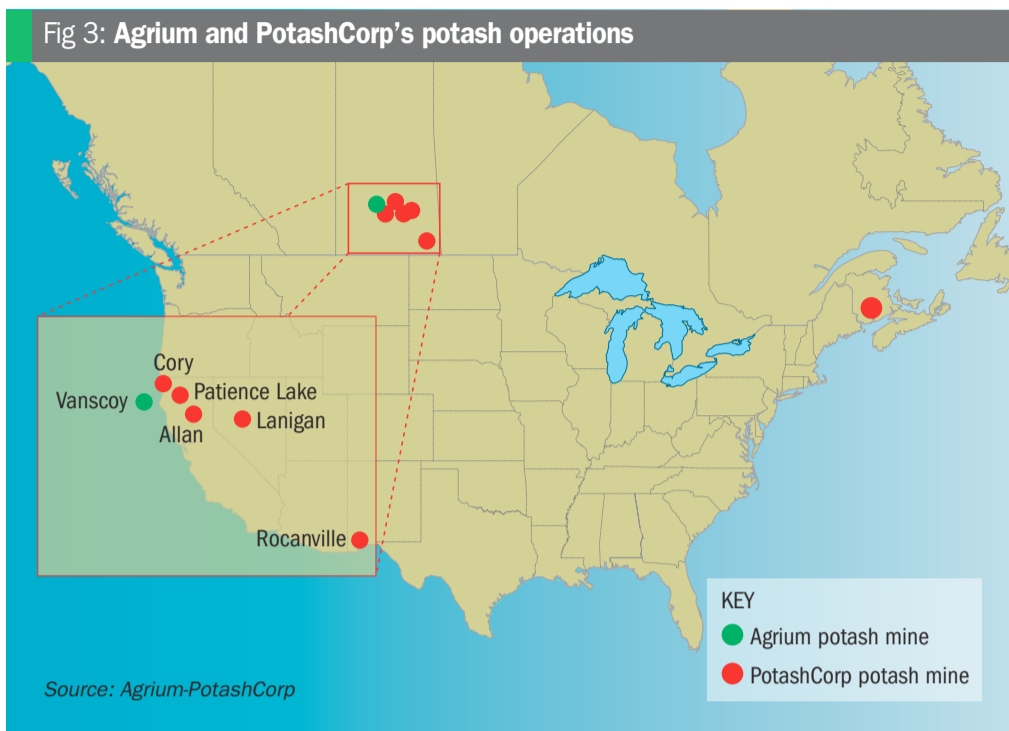 Fig 3: Agrium and PotashCorp's potash operations
Cory
Patience Lake
Vanscoy
Lanigan
Allan
Rocanville
KEY
Agrium potash mine
PotashCorp potash mine
Source: Agrium-PotashCorp